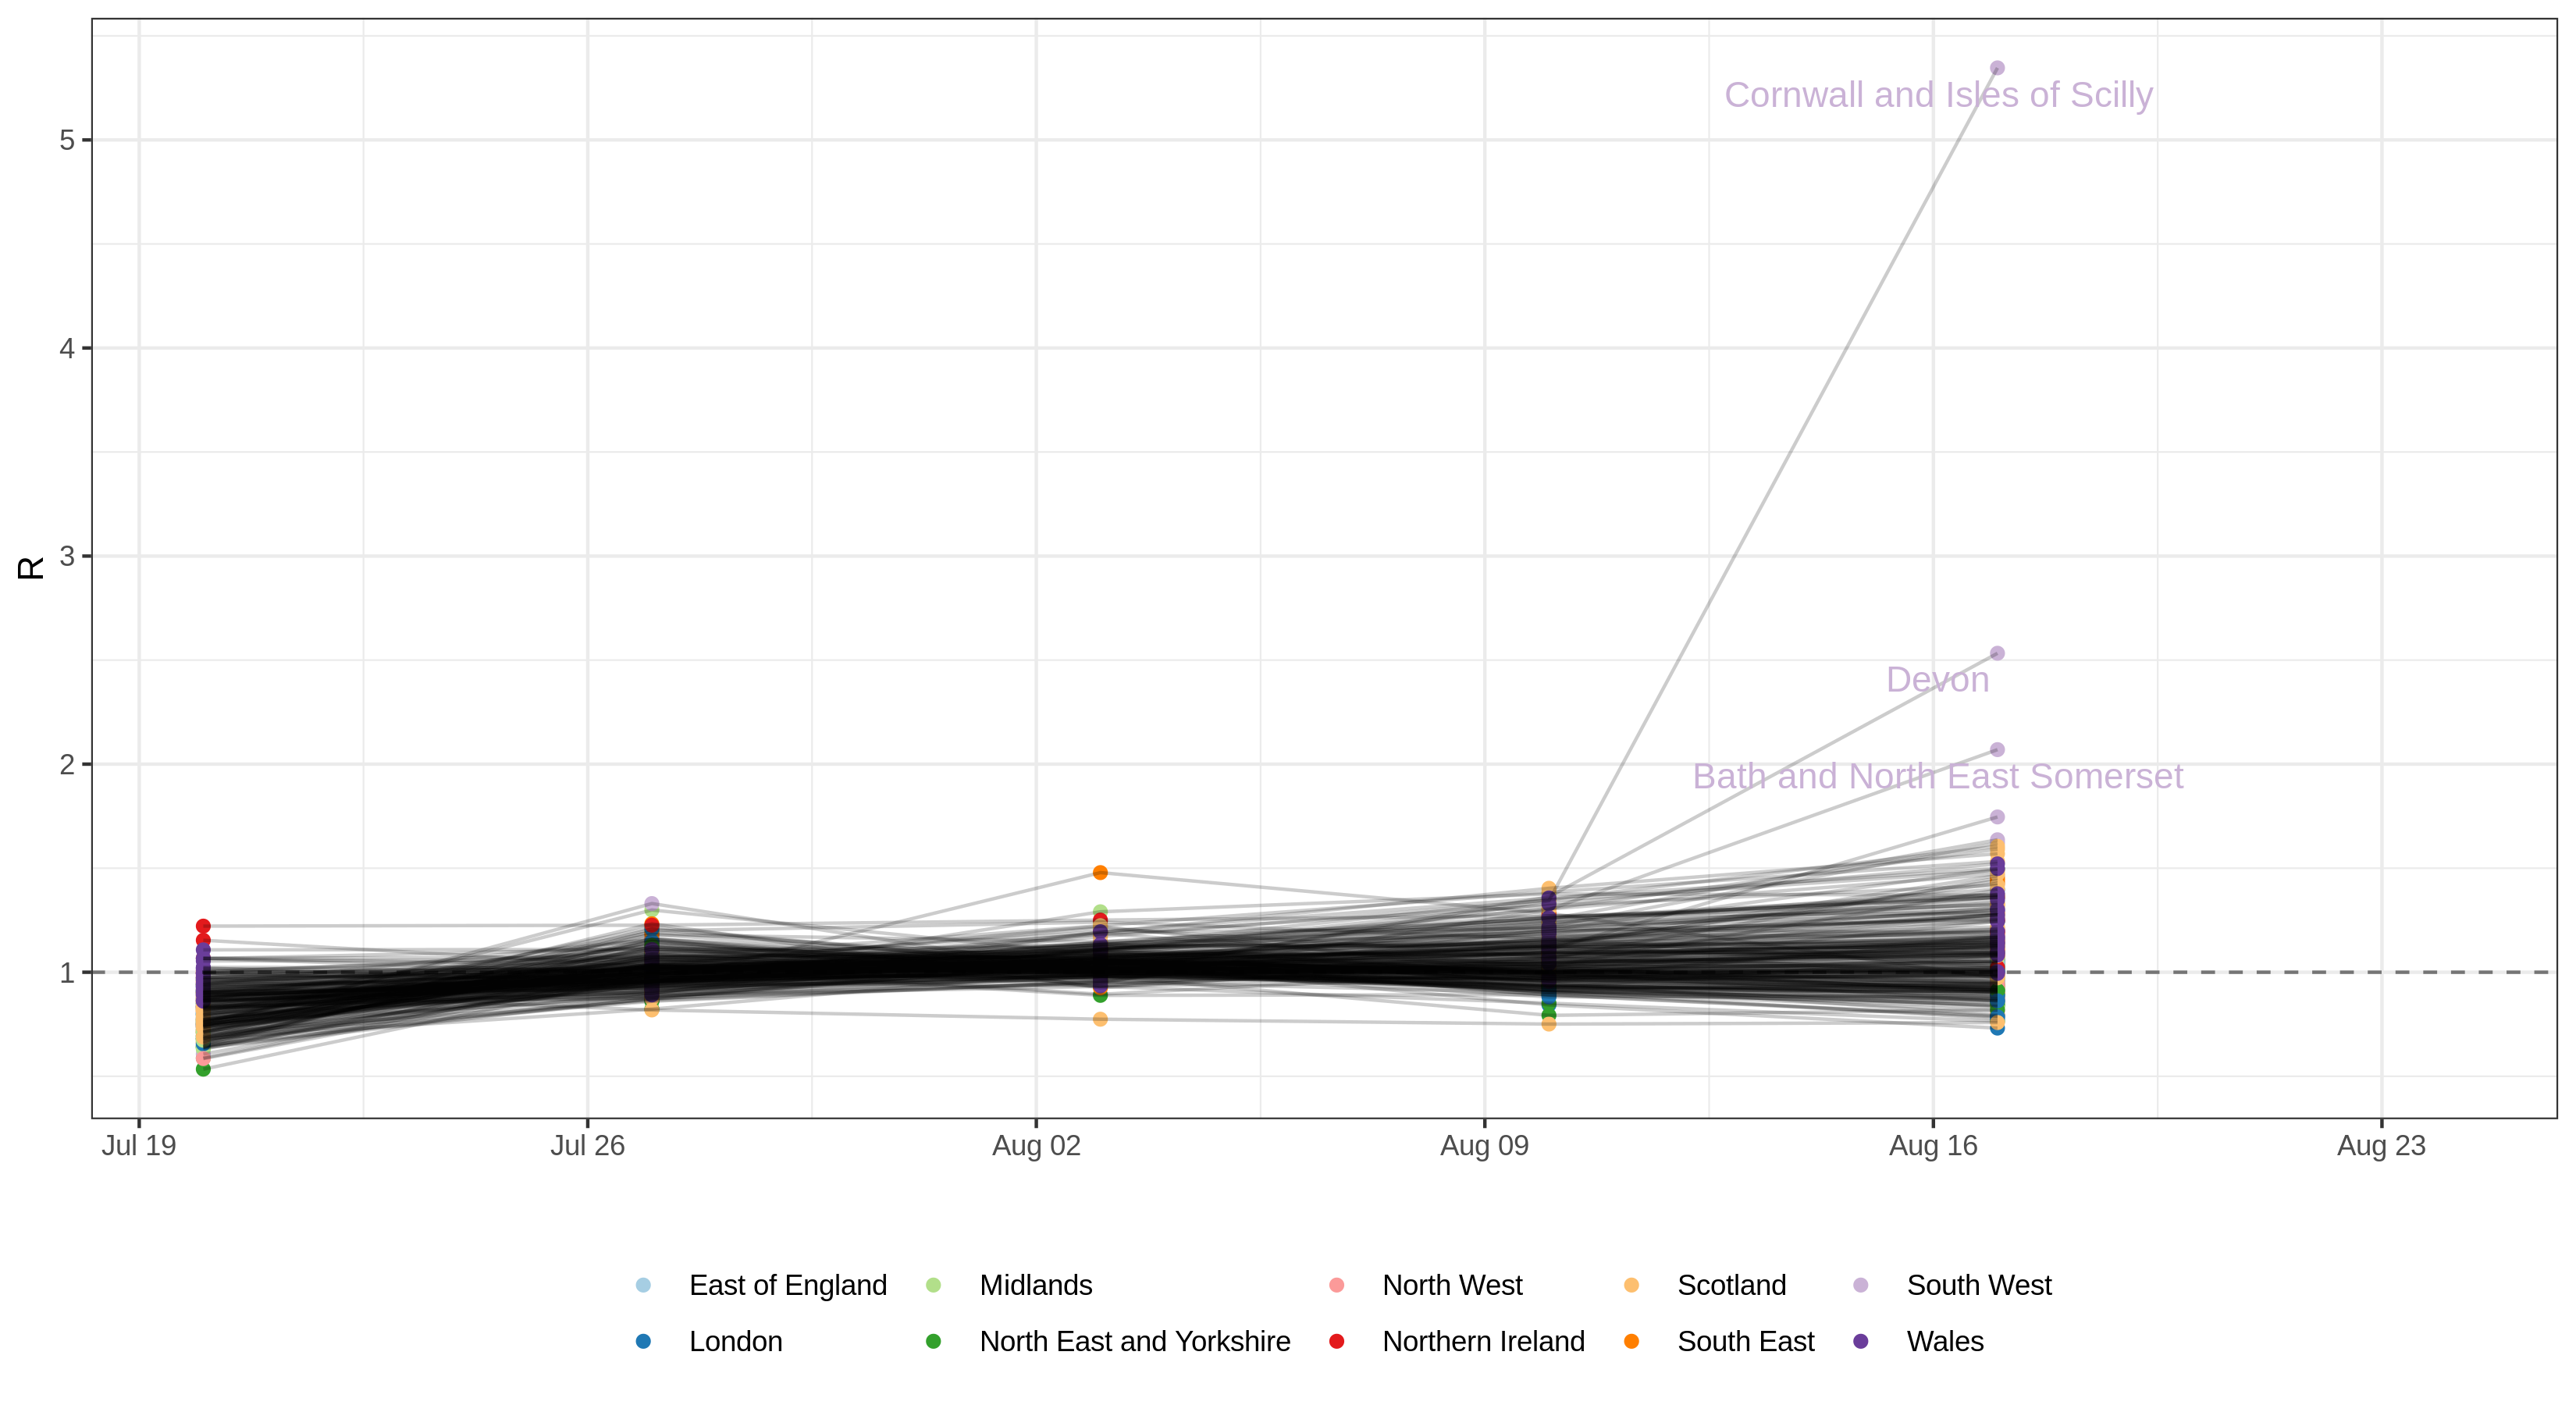 Cornwall and Isles of Scilly
5
4
3
R
Devon
Bath and North East Somerset
2
1
Jul 19 Jul 26 Aug 02 Aug 09 Aug 16 Aug 23
East of England Midlands North West Scotland South West
London North East and Yorkshire Northern Ireland South East Wales